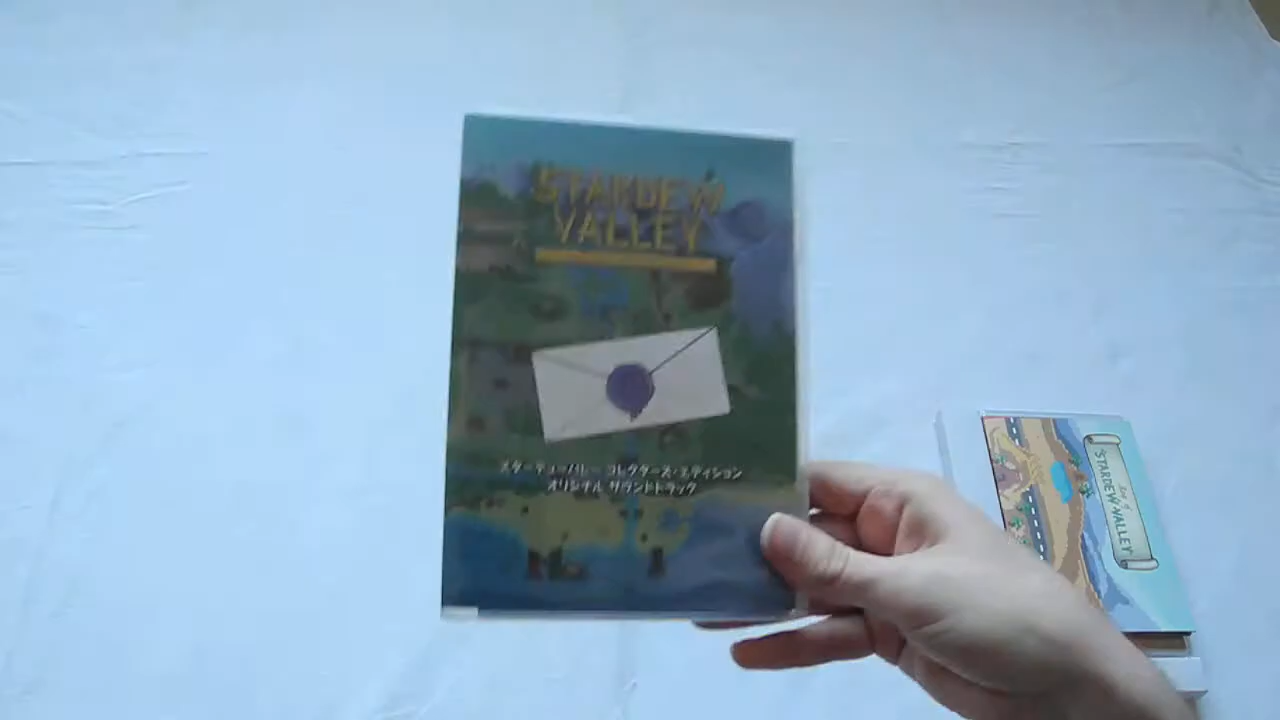 STARDEW
VALLEY
スターデューバレー コレクターズ・エディション
オリジナル サウンドトラック
STARDEW VALLEY